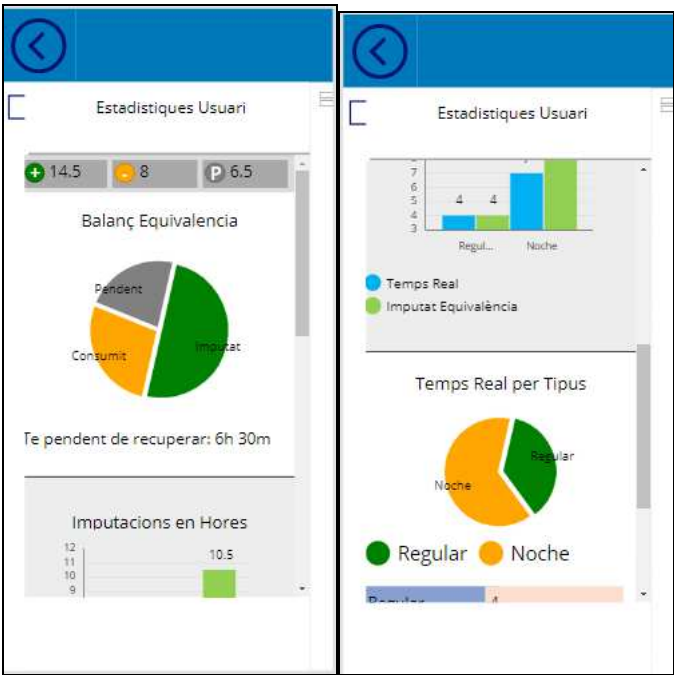 Estadistiques Usuari
+ 14.5 - 8 P 6.5
Balanç Equivalencia
Pendent
Imputat
Consumit
Te pendent de recuperar: 6h 30m
Imputacions en Hores
12
11
10
9
10.5
Estadistiques Usuari
7
6
5
4
3
4 4
Regul... Noche
Temps Real
Imputat Equivalència
Temps Real per Tipus
Regular
Noche
Regular Noche
Regular 4